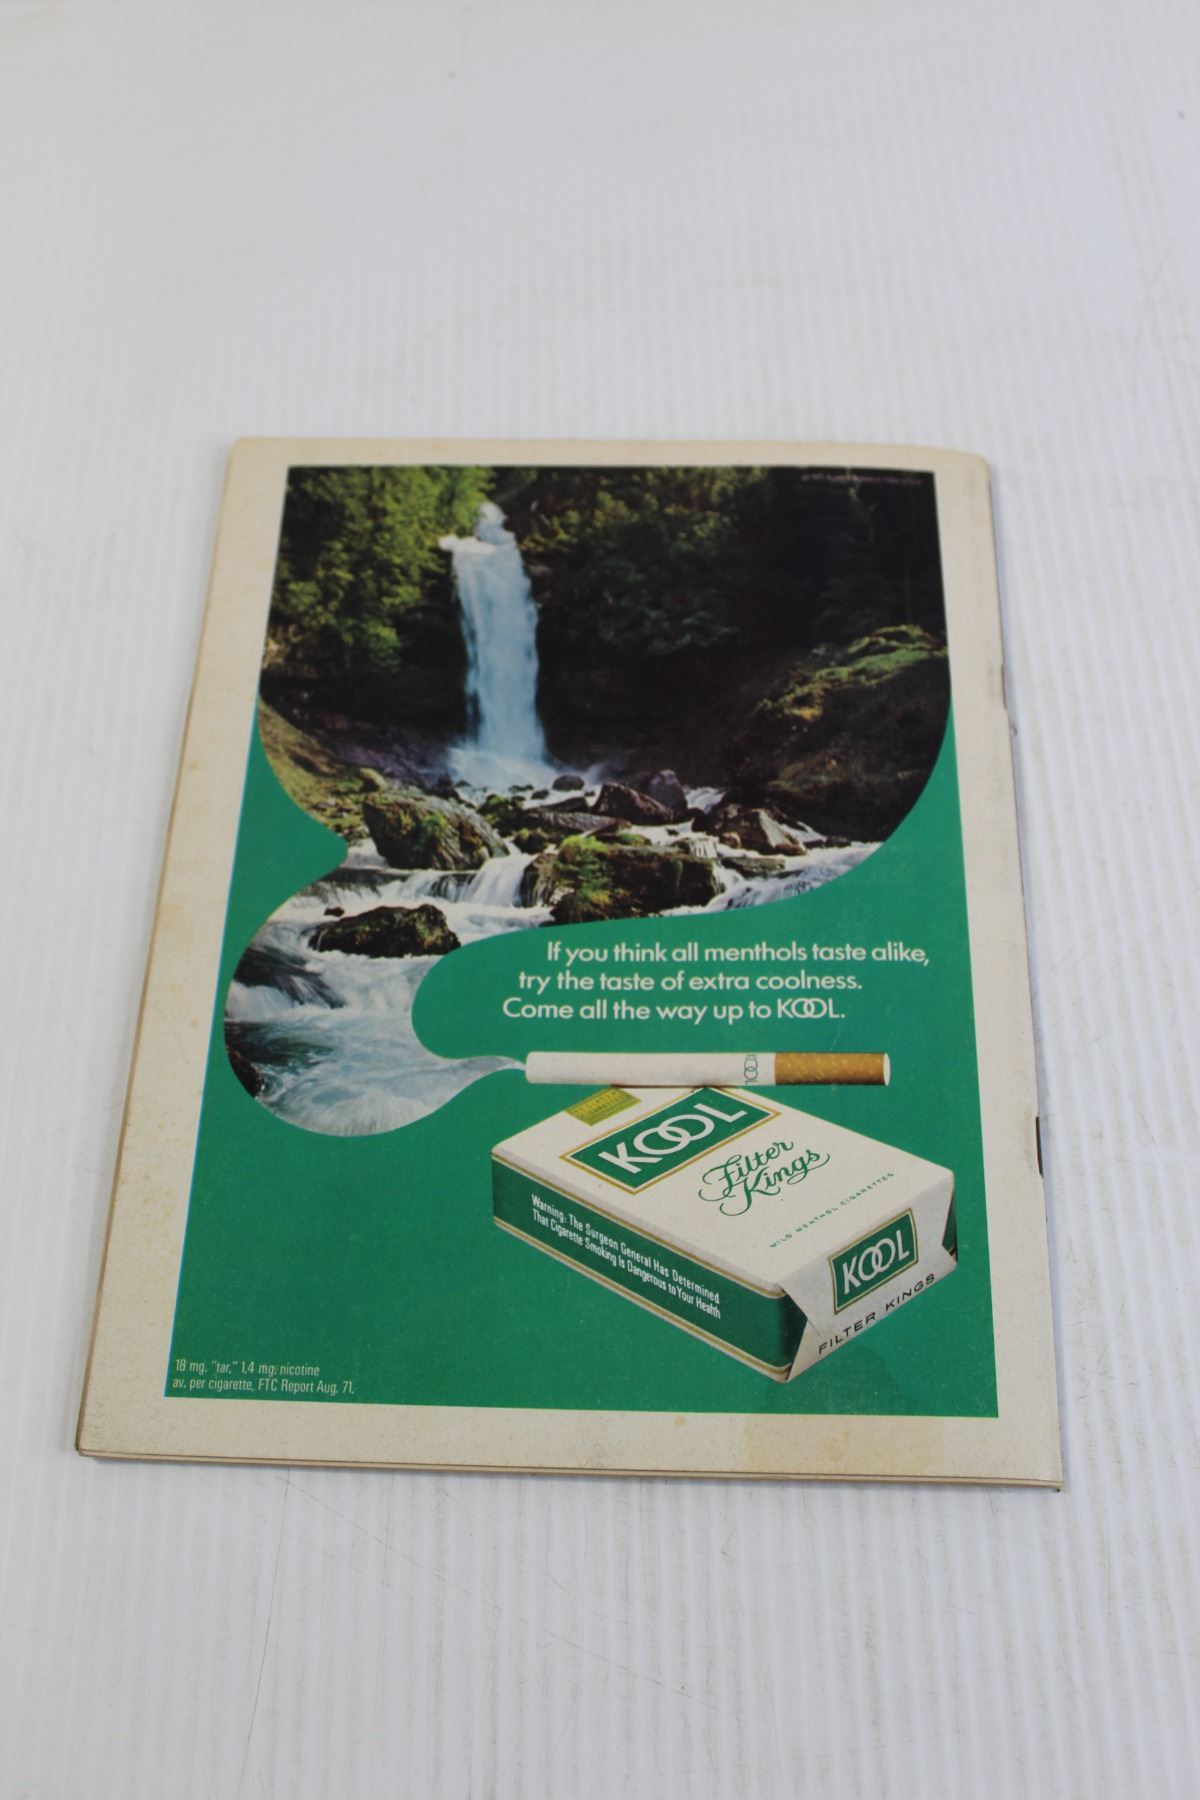 If you think all menthols taste alike,
try the taste of extra coolness.
Come all the way up to KOOL.
KOOL
KOOL
Filter
Kings
MILD MENTHOL CIGARETTES
Warning: The Surgeon General Has Determined
That Cigarette Smoking Is Dangerous to Your Health
KOOL
FILTER KINGS
18 mg. "tar," 1.4 mg. nicotine
av. per cigarette, FTC Report Aug. 71.